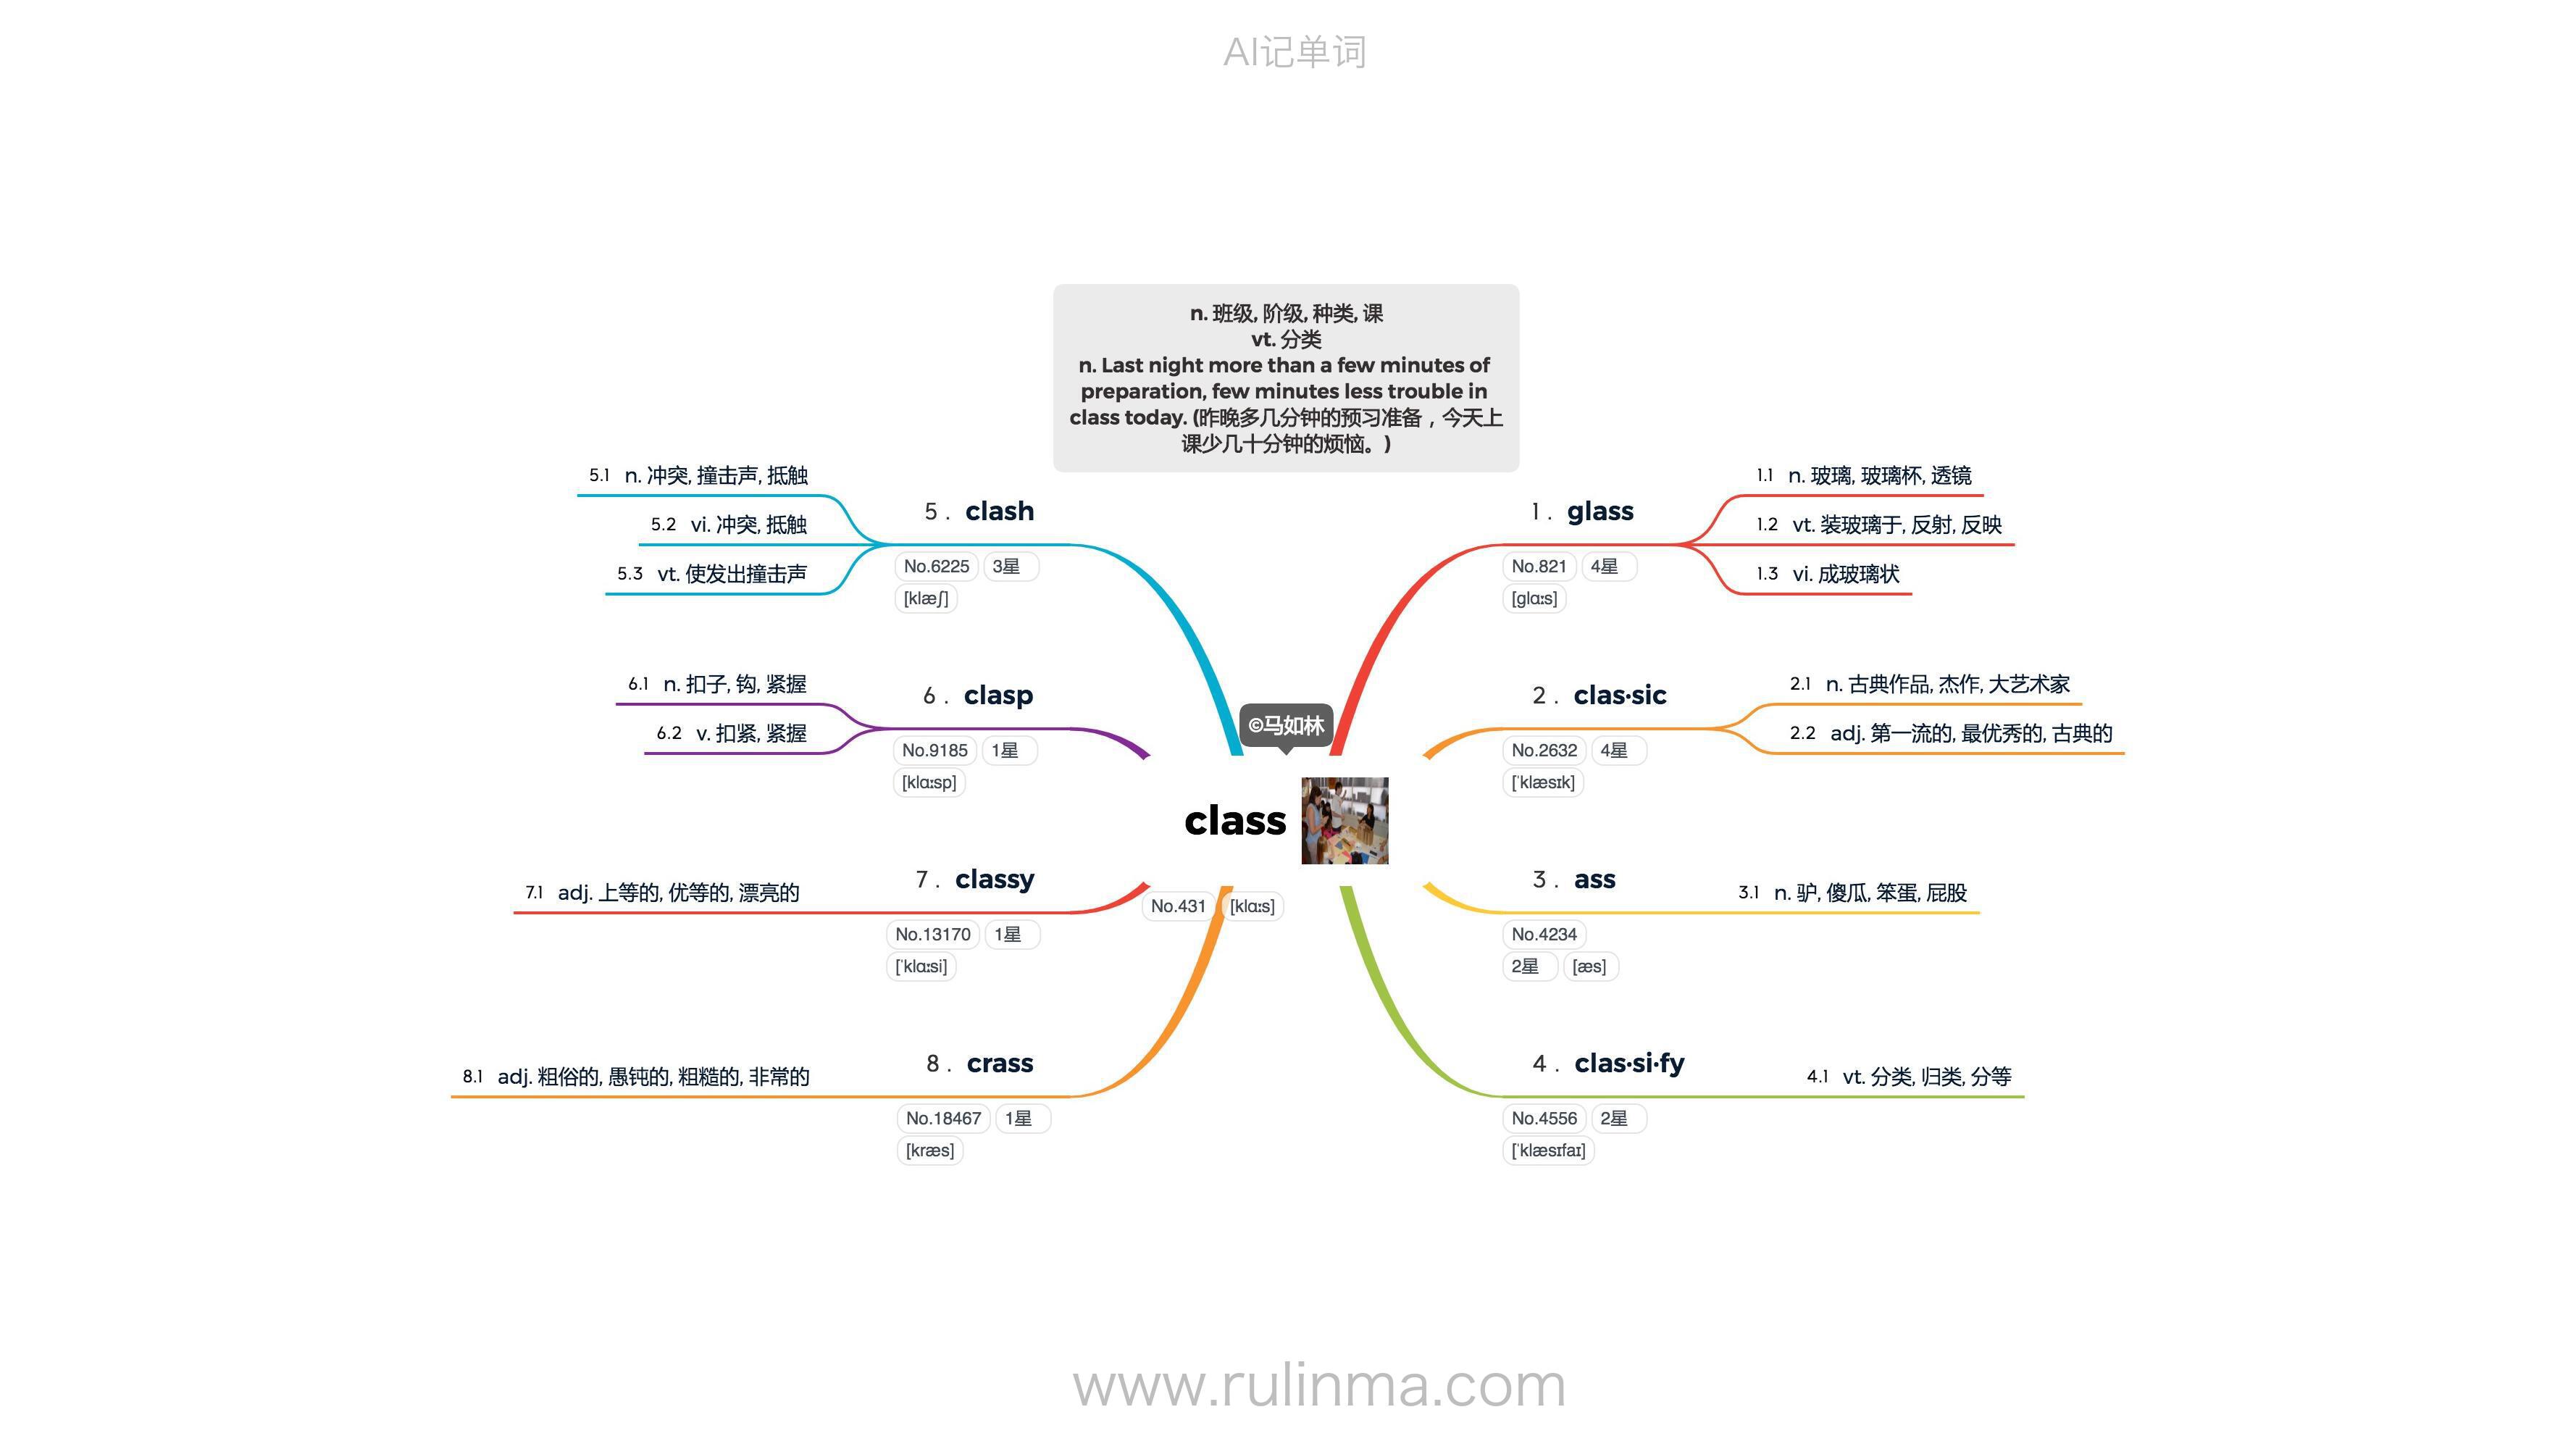 AI记单词
n. 班级, 阶级, 种类, 课
vt. 分类
n. Last night more than a few minutes of
preparation, few minutes less trouble in
class today. (昨晚多几分钟的预习准备，今天上
课少几十分钟的烦恼。)
©马如林
class
No.431 [klɑːs]
1 . glass
No.821 4星
[glɑːs]
1.1 n. 玻璃, 玻璃杯, 透镜
1.2 vt. 装玻璃于, 反射, 反映
1.3 vi. 成玻璃状
2 . clas·sic
No.2632 4星
[ˈklæsɪk]
2.1 n. 古典作品, 杰作, 大艺术家
2.2 adj. 第一流的, 最优秀的, 古典的
3 . ass
No.4234
2星 [æs]
3.1 n. 驴, 傻瓜, 笨蛋, 屁股
4 . clas·si·fy
No.4556 2星
[ˈklæsɪfaɪ]
4.1 vt. 分类, 归类, 分等
5 . clash
No.6225 3星
[klæʃ]
5.1 n. 冲突, 撞击声, 抵触
5.2 vi. 冲突, 抵触
5.3 vt. 使发出撞击声
6 . clasp
No.9185 1星
[klɑːsp]
6.1 n. 扣子, 钩, 紧握
6.2 v. 扣紧, 紧握
7 . classy
No.13170 1星
[ˈklɑːsi]
7.1 adj. 上等的, 优等的, 漂亮的
8 . crass
No.18467 1星
[kræs]
8.1 adj. 粗俗的, 愚钝的, 粗糙的, 非常的
www.rulinma.com